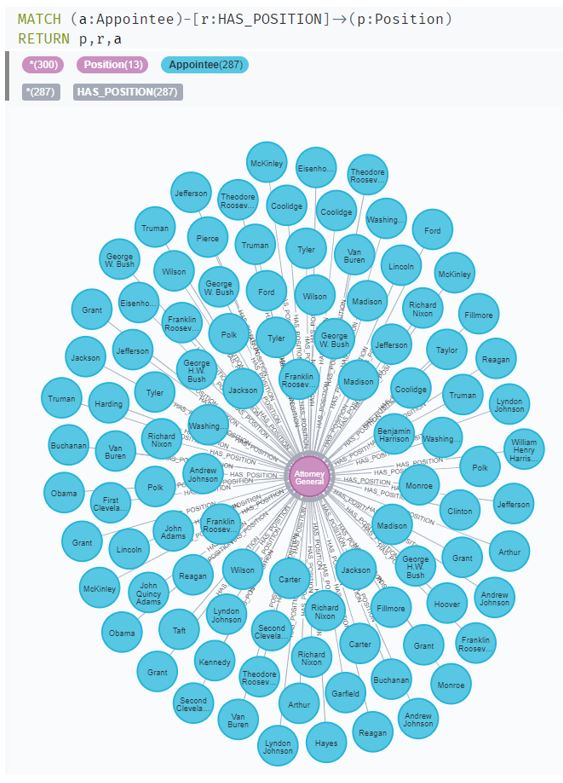 MATCH (a:Appointee)-[r:HAS_POSITION]→(p:Position)
RETURN p,r,a
*(300) Position(13) Appointee(287)
*(287) HAS_POSITION(287)
McKinley
Eisenho...
Theodore
Roosev...
Jefferson
Theodore
Roosev...
Coolidge
Coolidge
Washing...
Ford
Truman
Pierce
Truman
Tyler
Van
Buren
Lincoln
McKinley
George
W. Bush
Wilson
George
W. Bush
Ford
Wilson
Madison
Richard
Nixon
Fillmore
Grant
Eisenho...
Franklin
Roosev...
Polk
Tyler
George
W. Bush
Jefferson
Taylor
Reagan
Jackson
Jefferson
George
H.W.
Bush
Jackson
Franklin
Roosev...
Madison
Coolidge
Truman
Lyndon
Johnson
Truman
Harding
Tyler
Washing...
Benjamin
Harrison
Washing...
William
Henry
Harris...
Buchanan
Van
Buren
Richard
Nixon
Andrew
Johnson
Attorney
General
Monroe
Polk
Obama
First
Clevela...
Polk
Clinton
Jefferson
Grant
Lincoln
John
Adams
Franklin
Roosev...
Madison
Grant
Arthur
McKinley
John
Quincy
Adams
Reagan
Wilson
Carter
Jackson
George
H.W.
Bush
Hoover
Andrew
Johnson
Obama
Taft
Lyndon
Johnson
Second
Clevela...
Richard
Nixon
Fillmore
Grant
Franklin
Roosev...
Grant
Kennedy
Theodore
Roosev...
Richard
Nixon
Carter
Buchanan
Monroe
Second
Clevela...
Van
Buren
Arthur
Garfield
Reagan
Andrew
Johnson
Lyndon
Johnson
Hayes
HAS_POSITION